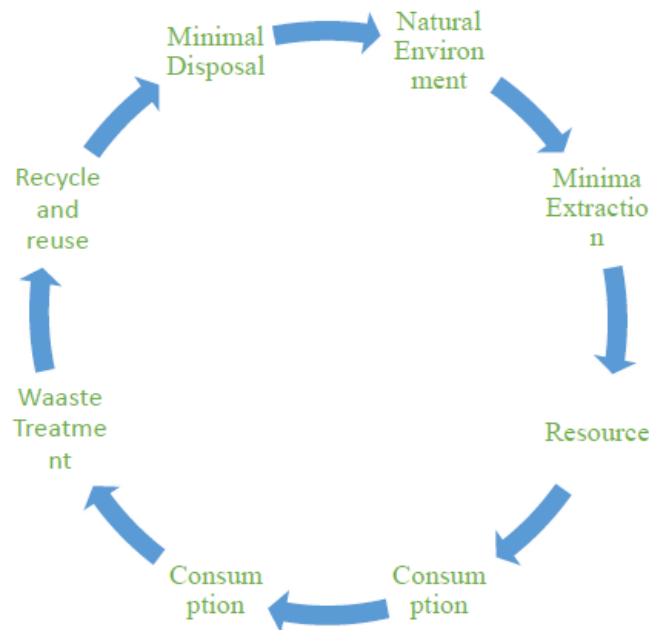 Minimal
Disposal
Natural
Environ
ment
Minima
Extractio
n
Resource
Consum
ption
Consum
ption
Waaste
Treatme
nt
Recycle
and
reuse